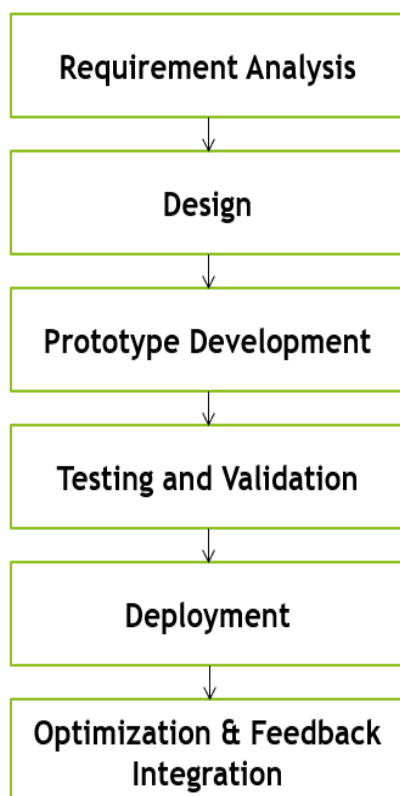 Requirement Analysis
Design
Prototype Development
Testing and Validation
Deployment
Optimization & Feedback
Integration